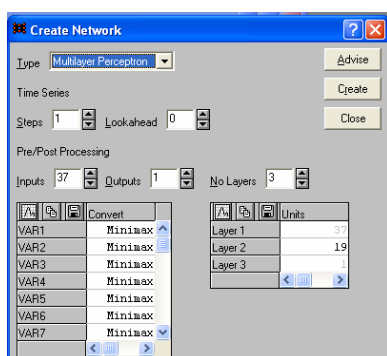 Create Network
Type Multilayer Perceptron Advise
Time Series Create
Steps 1 Lookahead 0 Close
Pre/Post Processing
Inputs 37 Outputs 1 No Layers 3
Convert Units
VAR1 Minimax Layer 1 37
VAR2 Minimax Layer 2 19
VAR3 Minimax Layer 3 1
VAR4 Minimax
VAR5 Minimax
VAR6 Minimax
VAR7 Minimax